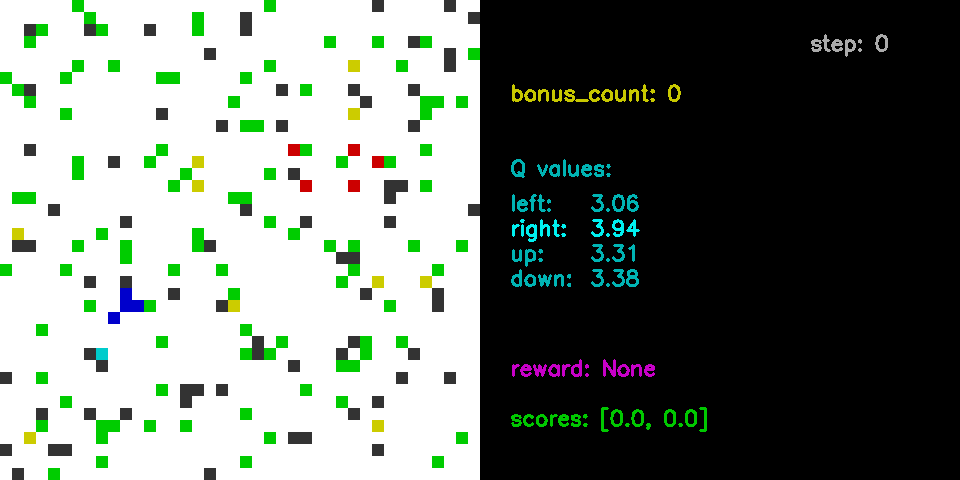 step: 0
bonus_count: 0
Q values:
left: 3.06
right: 3.94
up: 3.31
down: 3.38
reward: None
scores: [0.0, 0.0]